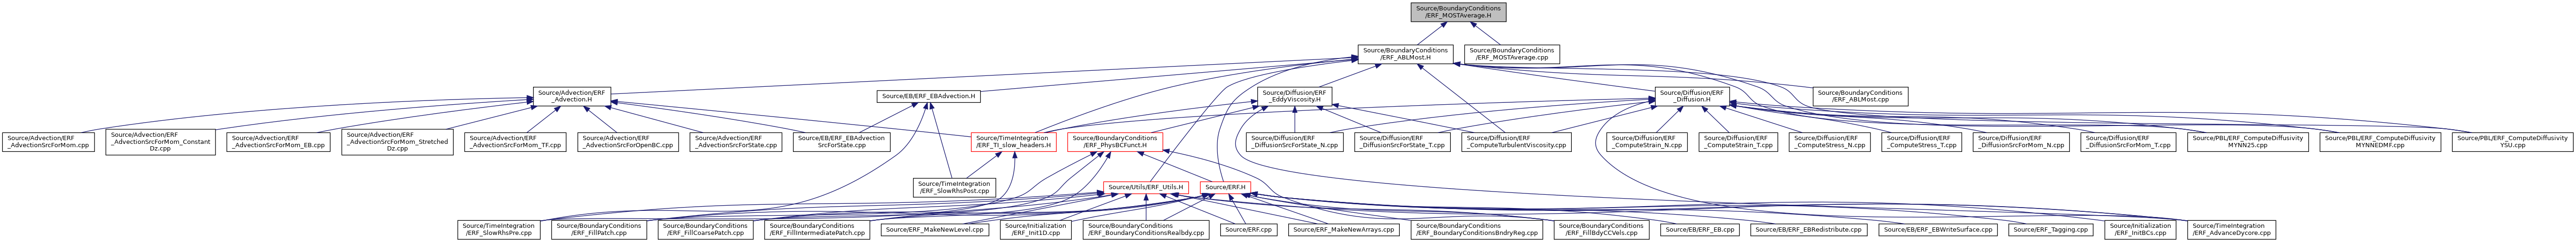 Source/BoundaryConditions
/ERF_MOSTAverage.H
Source/BoundaryConditions
/ERF_ABLMost.H
Source/BoundaryConditions
/ERF_MOSTAverage.cpp
Source/Advection/ERF
_Advection.H
Source/EB/ERF_EBAdvection.H
Source/Diffusion/ERF
_EddyViscosity.H
Source/Diffusion/ERF
_Diffusion.H
Source/BoundaryConditions
/ERF_ABLMost.cpp
Source/Advection/ERF
_AdvectionSrcForMom.cpp
Source/Advection/ERF
_AdvectionSrcForMom_Constant
Dz.cpp
Source/Advection/ERF
_AdvectionSrcForMom_EB.cpp
Source/Advection/ERF
_AdvectionSrcForMom_Stretched
Dz.cpp
Source/Advection/ERF
_AdvectionSrcForMom_TF.cpp
Source/Advection/ERF
_AdvectionSrcForOpenBC.cpp
Source/Advection/ERF
_AdvectionSrcForState.cpp
Source/EB/ERF_EBAdvection
SrcForState.cpp
Source/TimeIntegration
/ERF_TI_slow_headers.H
Source/BoundaryConditions
/ERF_PhysBCFunct.H
Source/Diffusion/ERF
_DiffusionSrcForState_N.cpp
Source/Diffusion/ERF
_DiffusionSrcForState_T.cpp
Source/Diffusion/ERF
_ComputeTurbulentViscosity.cpp
Source/Diffusion/ERF
_ComputeStrain_N.cpp
Source/Diffusion/ERF
_ComputeStrain_T.cpp
Source/Diffusion/ERF
_ComputeStress_N.cpp
Source/Diffusion/ERF
_ComputeStress_T.cpp
Source/Diffusion/ERF
_DiffusionSrcForMom_N.cpp
Source/Diffusion/ERF
_DiffusionSrcForMom_T.cpp
Source/PBL/ERF_ComputeDiffusivity
MYNN25.cpp
Source/PBL/ERF_ComputeDiffusivity
MYNNEDMF.cpp
Source/PBL/ERF_ComputeDiffusivity
YSU.cpp
Source/TimeIntegration
/ERF_SlowRhsPost.cpp
Source/Utils/ERF_Utils.H
Source/ERF.H
Source/TimeIntegration
/ERF_SlowRhsPre.cpp
Source/BoundaryConditions
/ERF_FillPatch.cpp
Source/BoundaryConditions
/ERF_FillCoarsePatch.cpp
Source/BoundaryConditions
/ERF_FillIntermediatePatch.cpp
Source/ERF_MakeNewLevel.cpp
Source/Initialization
/ERF_Init1D.cpp
Source/BoundaryConditions
/ERF_BoundaryConditionsRealbdy.cpp
Source/ERF.cpp
Source/ERF_MakeNewArrays.cpp
Source/BoundaryConditions
/ERF_BoundaryConditionsBndryReg.cpp
Source/BoundaryConditions
/ERF_FillBdyCCVels.cpp
Source/EB/ERF_EB.cpp
Source/EB/ERF_EBRedistribute.cpp
Source/EB/ERF_EBWriteSurface.cpp
Source/ERF_Tagging.cpp
Source/Initialization
/ERF_InitBCs.cpp
Source/TimeIntegration
/ERF_AdvanceDycore.cpp